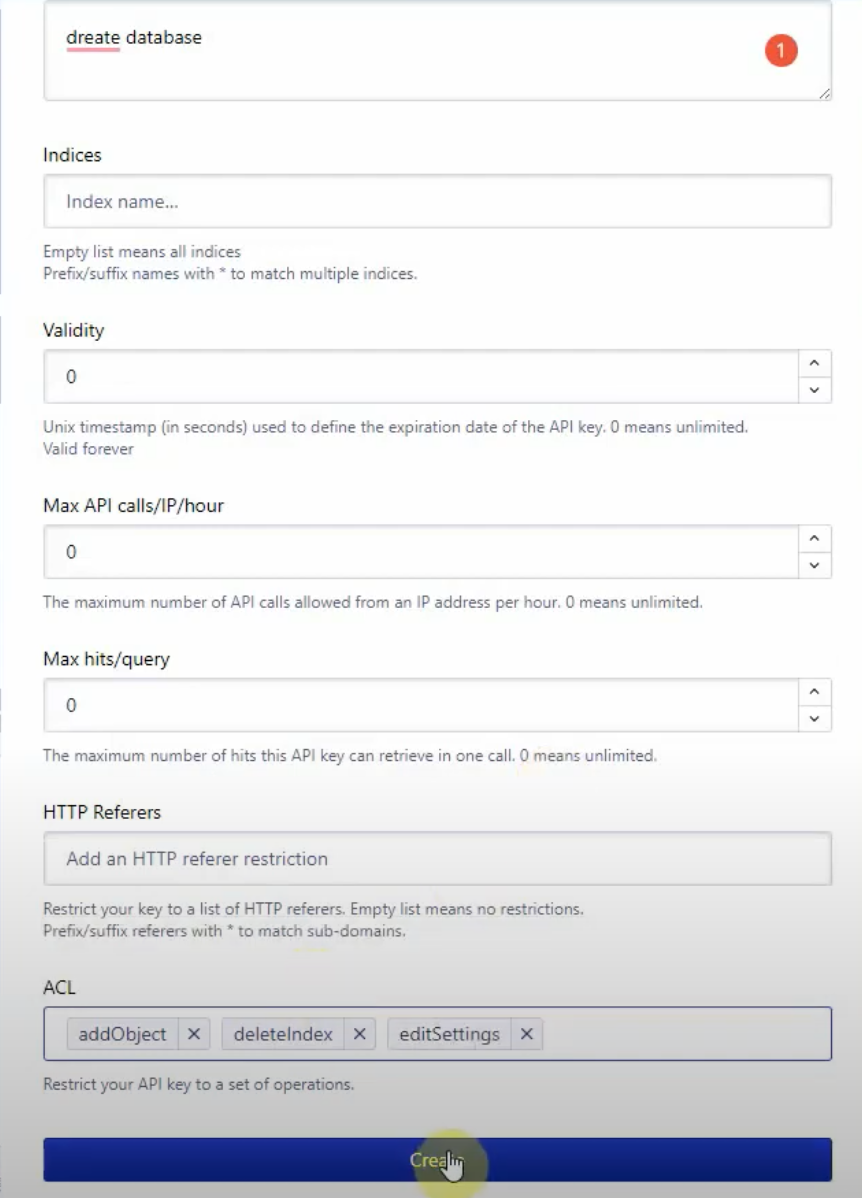 dreate database
1
Indices
Index name...
Empty list means all indices
Prefix/suffix names with * to match multiple indices.
Validity
0
Unix timestamp (in seconds) used to define the expiration date of the API key. 0 means unlimited.
Valid forever
Max API calls/IP/hour
0
The maximum number of API calls allowed from an IP address per hour. 0 means unlimited.
Max hits/query
0
The maximum number of hits this API key can retrieve in one call. 0 means unlimited.
HTTP Referers
Add an HTTP referer restriction
Restrict your key to a list of HTTP referers. Empty list means no restrictions.
Prefix/suffix referers with * to match sub-domains.
ACL
addObject × deleteIndex × editSettings ×
Restrict your API key to a set of operations.
Create